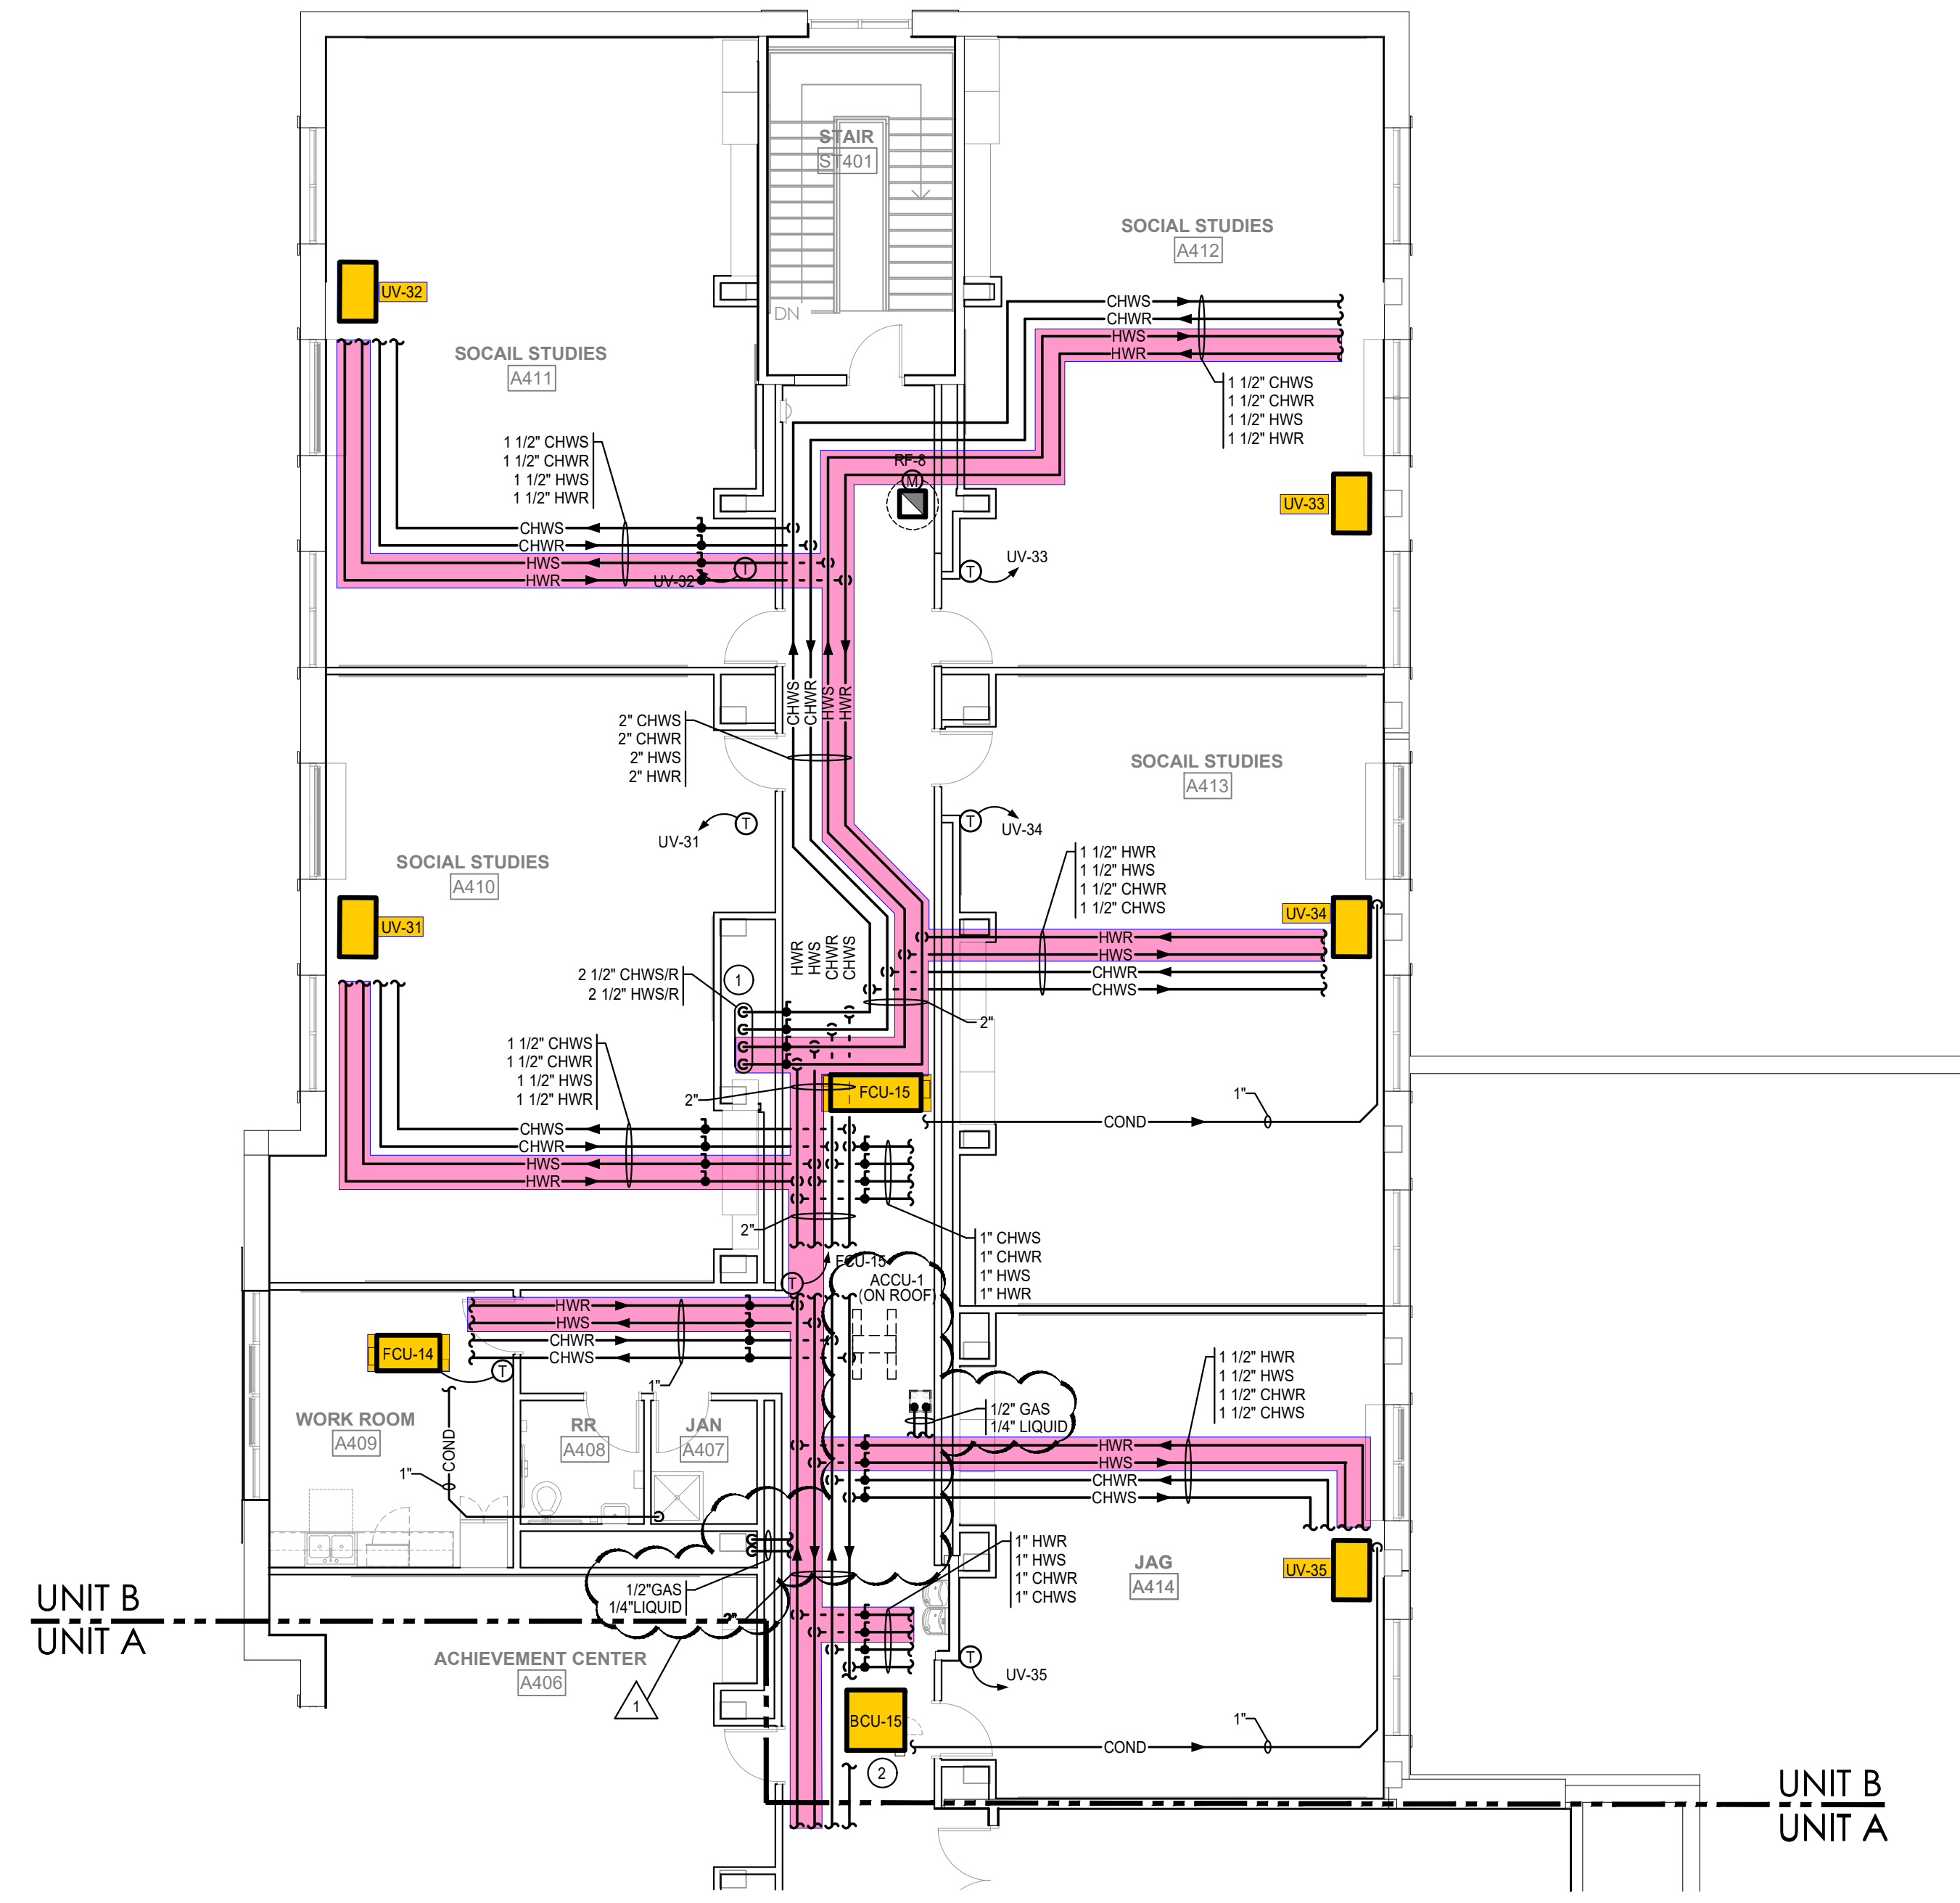 STAIR
ST401
DN
SOCIAL STUDIES
A412
UV-32
SOCAIL STUDIES
A411
CHWS
CHWR
HWS
HWR
1 1/2" CHWS
1 1/2" CHWR
1 1/2" HWS
1 1/2" HWR
1 1/2" CHWS
1 1/2" CHWR
1 1/2" HWS
1 1/2" HWR
RF-8
M
UV-33
CHWS
CHWR
HWS
HWR
UV-32
T
T
UV-33
CHWS
CHWR
HWS
HWR
2" CHWS
2" CHWR
2" HWS
2" HWR
SOCAIL STUDIES
A413
UV-31
T
T
UV-34
SOCIAL STUDIES
A410
1 1/2" HWR
1 1/2" HWS
1 1/2" CHWR
1 1/2" CHWS
UV-31
UV-34
HWR
HWS
CHWR
CHWS
HWR
HWS
CHWR
CHWS
2 1/2" CHWS/R
2 1/2" HWS/R
1
2"
1 1/2" CHWS
1 1/2" CHWR
1 1/2" HWS
1 1/2" HWR
2"
FCU-15
1"
COND
CHWS
CHWR
HWS
HWR
2"
1" CHWS
1" CHWR
1" HWS
1" HWR
FCU-15
T
ACCU-1
(ON ROOF)
HWR
HWS
CHWR
CHWS
FCU-14
T
1"
1 1/2" HWR
1 1/2" HWS
1 1/2" CHWR
1 1/2" CHWS
1/2" GAS
1/4" LIQUID
WORK ROOM
A409
RR
A408
JAN
A407
COND
1"
HWR
HWS
CHWR
CHWS
1" HWR
1" HWS
1" CHWR
1" CHWS
JAG
A414
UV-35
1/2"GAS
1/4"LIQUID
2"
UNIT B
UNIT A
ACHIEVEMENT CENTER
A406
1
T
UV-35
BCU-15
2
1"
COND
UNIT B
UNIT A